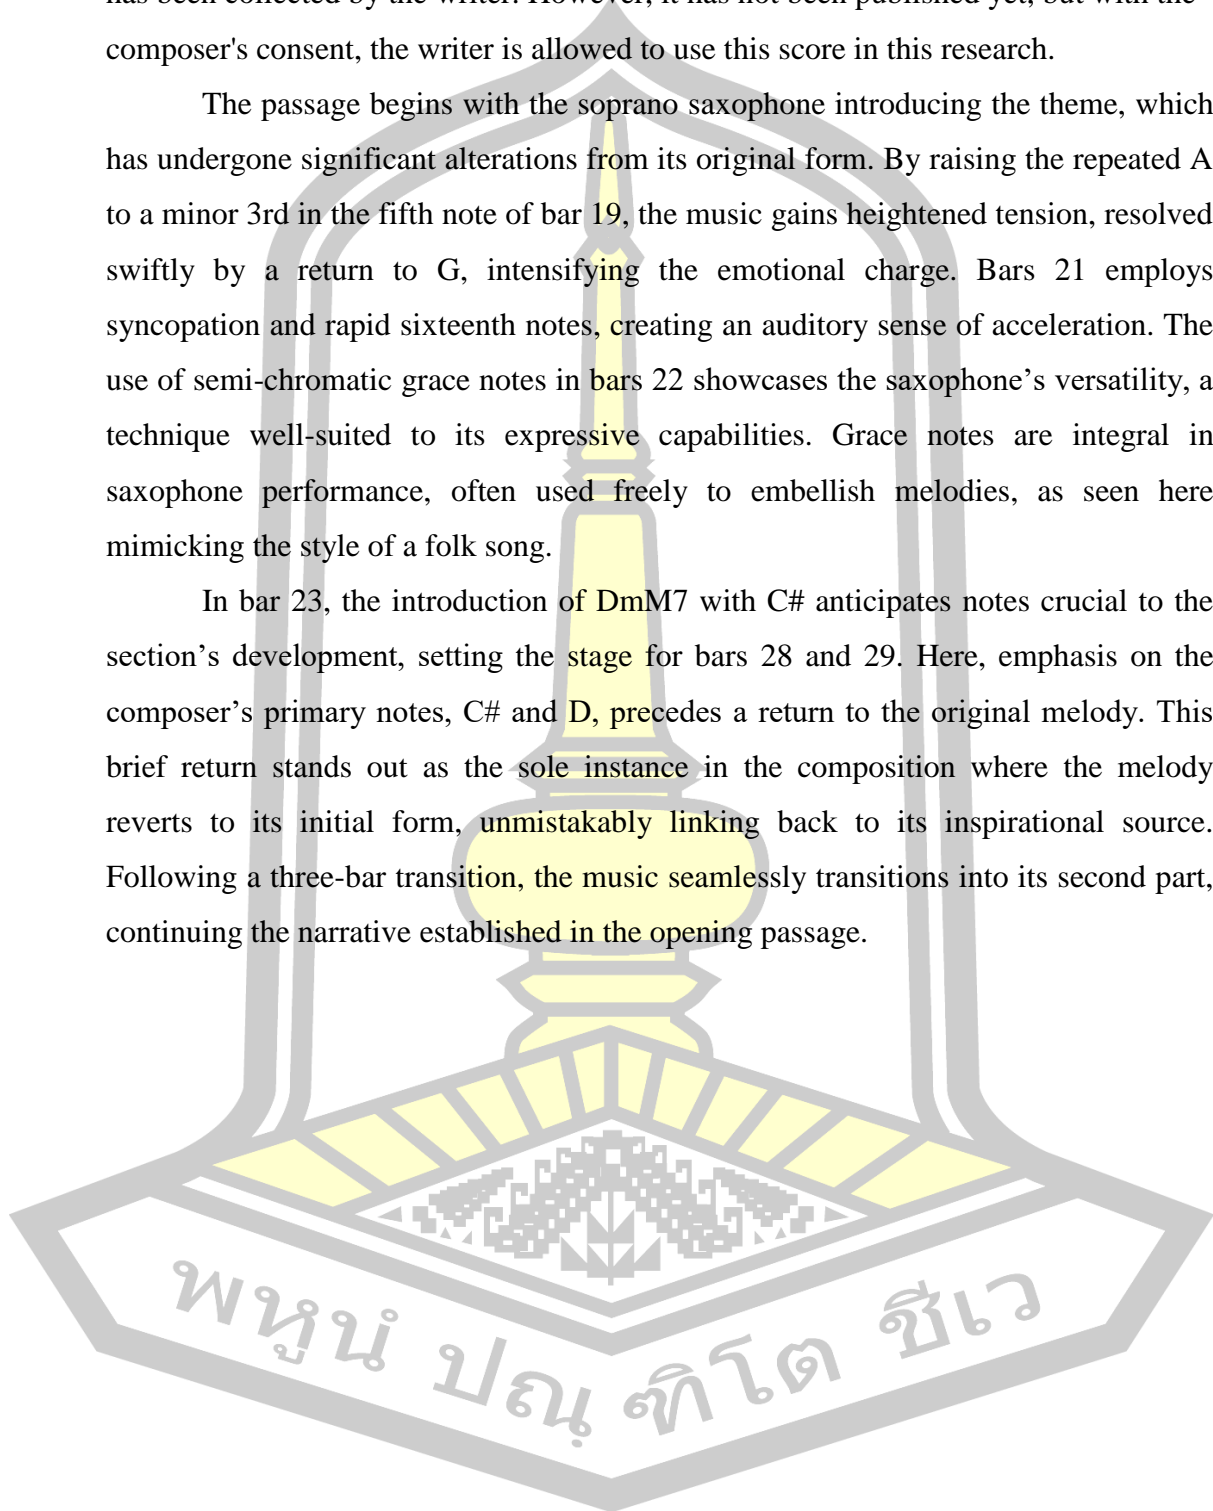 has been collected by the writer. However, it has not been published yet, but with the
composer's consent, the writer is allowed to use this score in this research.
The passage begins with the soprano saxophone introducing the theme, which
has undergone significant alterations from its original form. By raising the repeated A
to a minor 3rd in the fifth note of bar 19, the music gains heightened tension, resolved
swiftly by a return to G, intensifying the emotional charge. Bars 21 employs
syncopation and rapid sixteenth notes, creating an auditory sense of acceleration. The
use of semi-chromatic grace notes in bars 22 showcases the saxophone’s versatility, a
technique well-suited to its expressive capabilities. Grace notes are integral in
saxophone performance, often used freely to embellish melodies, as seen here
mimicking the style of a folk song.
In bar 23, the introduction of DmM7 with C# anticipates notes crucial to the
section’s development, setting the stage for bars 28 and 29. Here, emphasis on the
composer’s primary notes, C# and D, precedes a return to the original melody. This
brief return stands out as the sole instance in the composition where the melody
reverts to its initial form, unmistakably linking back to its inspirational source.
Following a three-bar transition, the music seamlessly transitions into its second part,
continuing the narrative established in the opening passage.
พหูนํ ปณฺฑิโต ชีเว